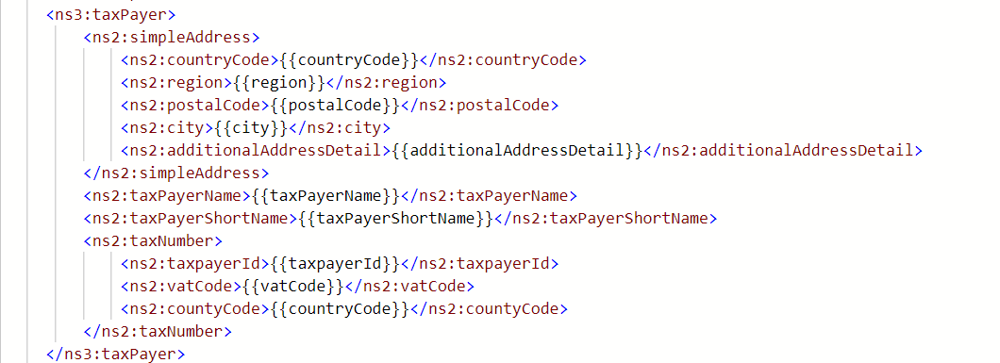 <ns3:taxPayer>
<ns2:simpleAddress>
<ns2:countryCode>{{countryCode}}</ns2:countryCode>
<ns2:region>{{region}}</ns2:region>
<ns2:postalCode>{{postalCode}}</ns2:postalCode>
<ns2:city>{{city}}</ns2:city>
<ns2:additionalAddressDetail>{{additionalAddressDetail}}</ns2:additionalAddressDetail>
</ns2:simpleAddress>
<ns2:taxPayerName>{{taxPayerName}}</ns2:taxPayerName>
<ns2:taxPayerShortName>{{taxPayerShortName}}</ns2:taxPayerShortName>
<ns2:taxNumber>
<ns2:taxpayerId>{{taxpayerId}}</ns2:taxpayerId>
<ns2:vatCode>{{vatCode}}</ns2:vatCode>
<ns2:countyCode>{{countryCode}}</ns2:countyCode>
</ns2:taxNumber>
</ns3:taxPayer>